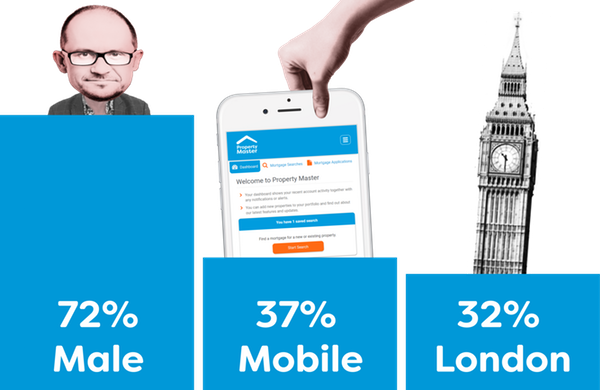 Property
Master
Dashboard
Mortgage Searches
Mortgage Applications
Welcome to Property Master
Your dashboard shows your recent account activity together with
any notifications or alerts.
You can add new properties to your portfolio and find out about
our latest features and updates.
You have 1 saved search
Find a mortgage for a new or existing property
Start Search
72%
Male
37%
Mobile
32%
London